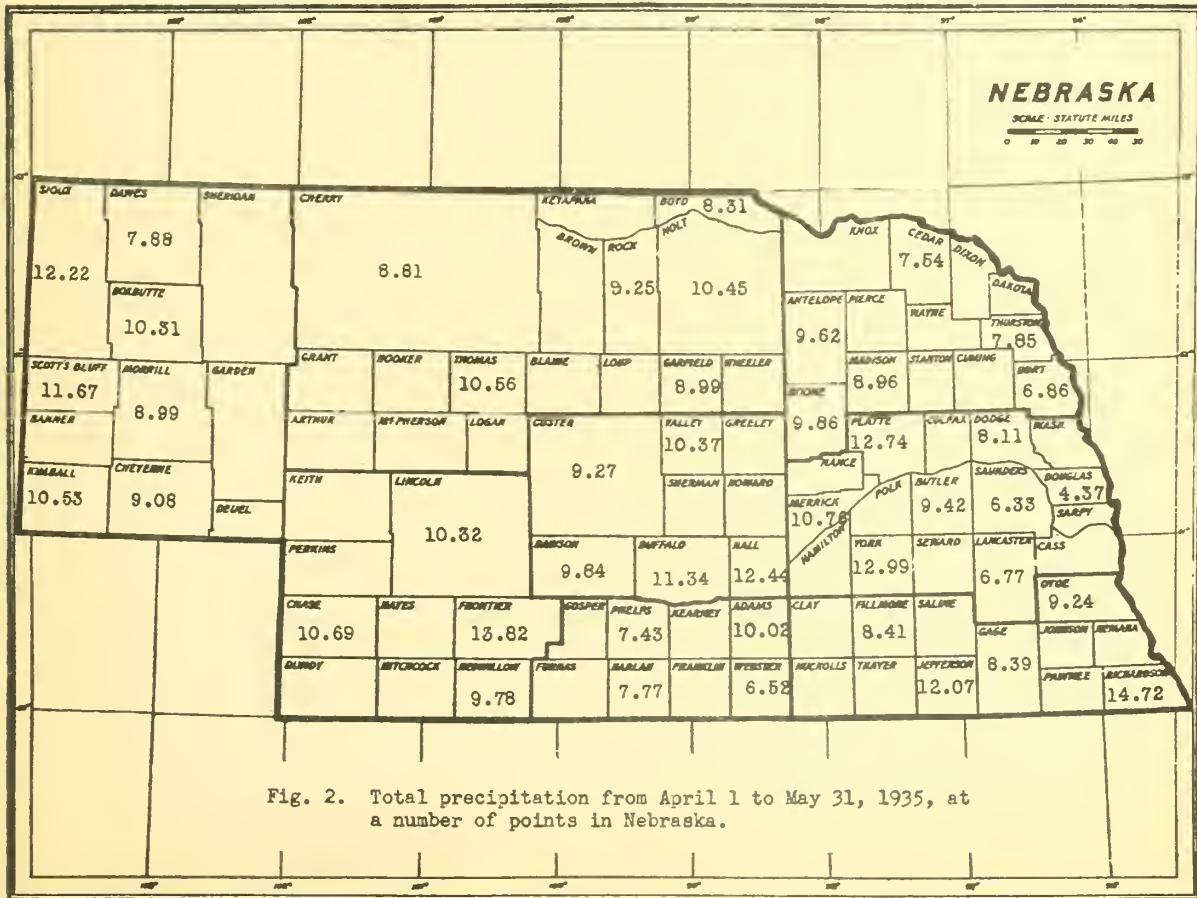 NEBRASKA
SCALE - STATUTE MILES
0 10 20 30 40 50
SIOUX DAWES SHERIDAN CHERRY KEYAPAHA BOYD 8.31
KNOX CEDAR DIXON
7.88
BROWN ROCK HOLT
7.54
12.22 8.81 9.25 10.45
DAKOTA
BOXBUTTE ANTELOPE PIERCE
10.31 WAYNE THURSTON
9.62 7.85
GRANT HOOKER THOMAS BLAINE LOUP GARFIELD WHEELER MADISON STANTON CUMING
SCOTT'S BLUFF MORRILL GARDEN BURT
11.67 10.56 8.99 8.96 6.86
8.99 BOONE
BANNER ARTHUR McPHERSON LOGAN CUSTER VALLEY GREELEY 9.86 PLATTE COLFAX DODGE WASH.
10.37 12.74 8.11
KIMBALL CHEYENNE 9.27 NANCE
KEITH LINCOLN SHERMAN HOWARD POLK BUTLER SAUNDERS DOUGLAS
10.53 9.08 MERRICK 9.42 6.33 4.37
DEUEL 10.76 SARPY
10.32 HAMILTON
PERKINS DAWSON BUFFALO HALL YORK SEWARD LANCASTER CASS
9.84 11.34 12.44 12.99 6.77
OTOE
9.24
CHASE HAYES FRONTIER GOSPER PHELPS KEARNEY ADAMS CLAY FILLMORE SALINE
10.69 13.82 7.43 10.02 8.41 GAGE JOHNSON NEMAHA
8.39
DUNDY HITCHCOCK REDWILLOW FURNAS HARLAN FRANKLIN WEBSTER NUCKOLLS THAYER JEFFERSON PAWNEE RICHARDSON
9.78 7.77 6.52 12.07 14.72
Fig. 2. Total precipitation from April 1 to May 31, 1935, at
a number of points in Nebraska.